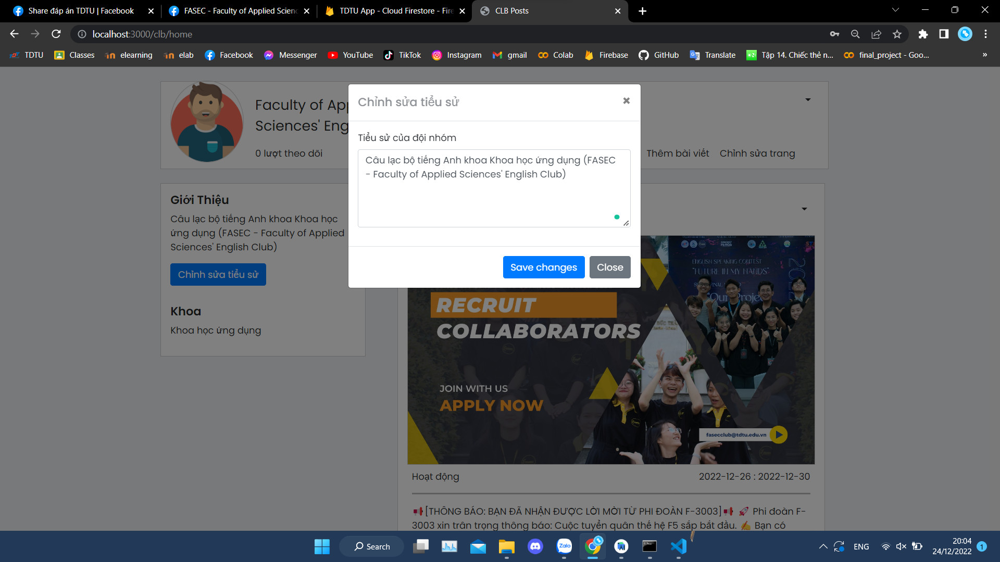 Share đáp án TDTU | Facebook
FASEC - Faculty of Applied Scienc
TDTU App - Cloud Firestore - Fire
CLB Posts
localhost:3000/clb/home
TDTU
Classes
elearning
elab
Facebook
Messenger
YouTube
TikTok
Instagram
gmail
Colab
Firebase
GitHub
Translate
Tập 14. Chiếc thẻ n...
final_project - Goo...
»
Faculty of App
Sciences' Eng
0 lượt theo dõi
Thêm bài viết
Chỉnh sửa trang
Chỉnh sửa tiểu sử
Tiểu sử của đội nhóm
Câu lạc bộ tiếng Anh khoa Khoa học ứng dụng (FASEC
- Faculty of Applied Sciences' English Club)
Save changes
Close
Giới Thiệu
Câu lạc bộ tiếng Anh khoa Khoa học
ứng dụng (FASEC - Faculty of Applied
Sciences' English Club)
Chỉnh sửa tiểu sử
Khoa
Khoa học ứng dụng
ENGLISH SPEAKING CONTEST
"FUTURE IN MY HANDS"
RECRUIT
COLLABORATORS
JOIN WITH US
APPLY NOW
fasecclub@tdtu.edu.vn
Hoạt động
2022-12-26 : 2022-12-30
📢[THÔNG BÁO: BẠN ĐÃ NHẬN ĐƯỢC LỜI MỜI TỪ PHI ĐOÀN F-3003]📢 🚀 Phi đoàn F-
3003 xin trân trọng thông báo: Cuộc tuyển quân thế hệ F5 sắp bắt đầu. ✍ Bạn có
Search
Zalo
ENG
20:04
24/12/2022
1